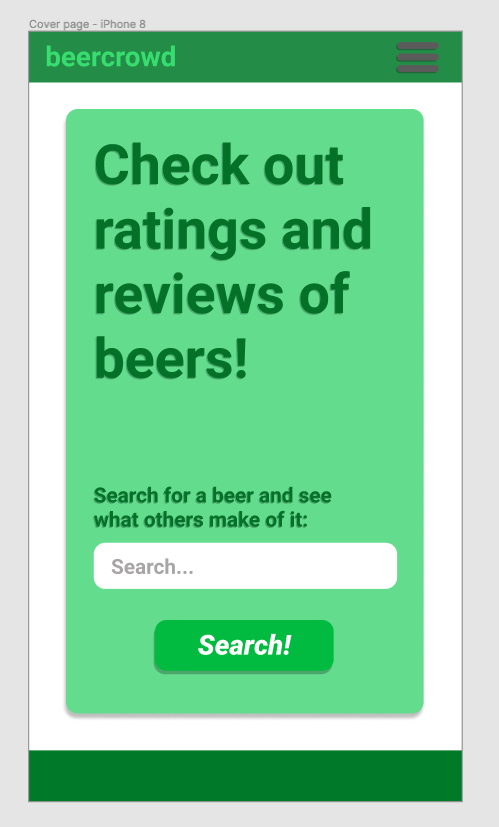 Cover page - iPhone 8
beercrowd
Check out
ratings and
reviews of
beers!
Search for a beer and see
what others make of it:
Search...
Search!